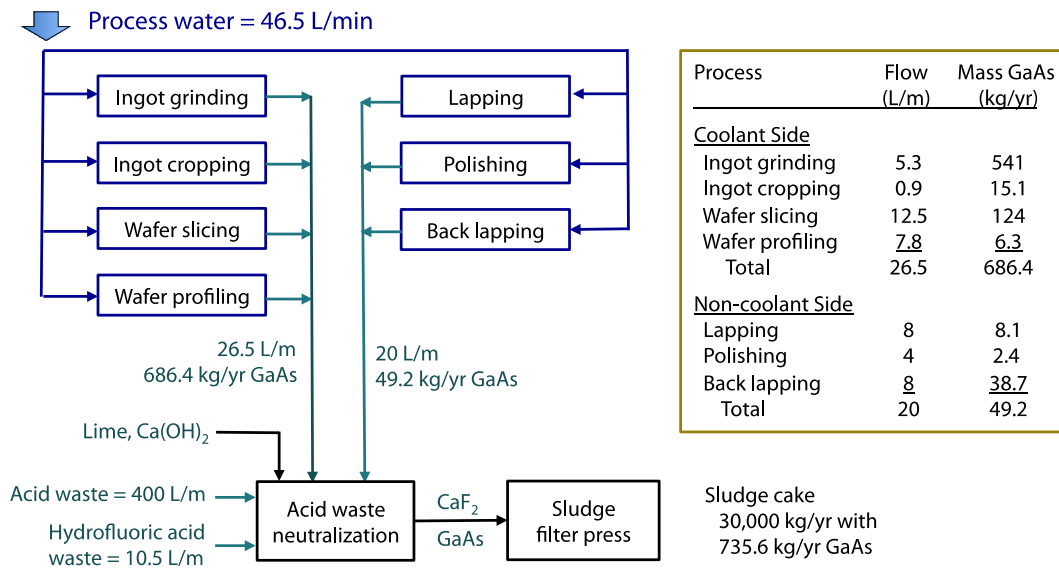 Process water = 46.5 L/min
Ingot grinding
Ingot cropping
Wafer slicing
Wafer profiling
Lapping
Polishing
Back lapping
26.5 L/m
686.4 kg/yr GaAs
20 L/m
49.2 kg/yr GaAs
Lime, Ca(OH)₂
Acid waste = 400 L/m
Hydrofluoric acid
waste = 10.5 L/m
Acid waste
neutralization
CaF₂
GaAs
Sludge
filter press
Process Flow Mass GaAs
(L/m) (kg/yr)
Coolant Side
Ingot grinding 5.3 541
Ingot cropping 0.9 15.1
Wafer slicing 12.5 124
Wafer profiling 7.8 6.3
Total 26.5 686.4
Non-coolant Side
Lapping 8 8.1
Polishing 4 2.4
Back lapping 8 38.7
Total 20 49.2
Sludge cake
30,000 kg/yr with
735.6 kg/yr GaAs